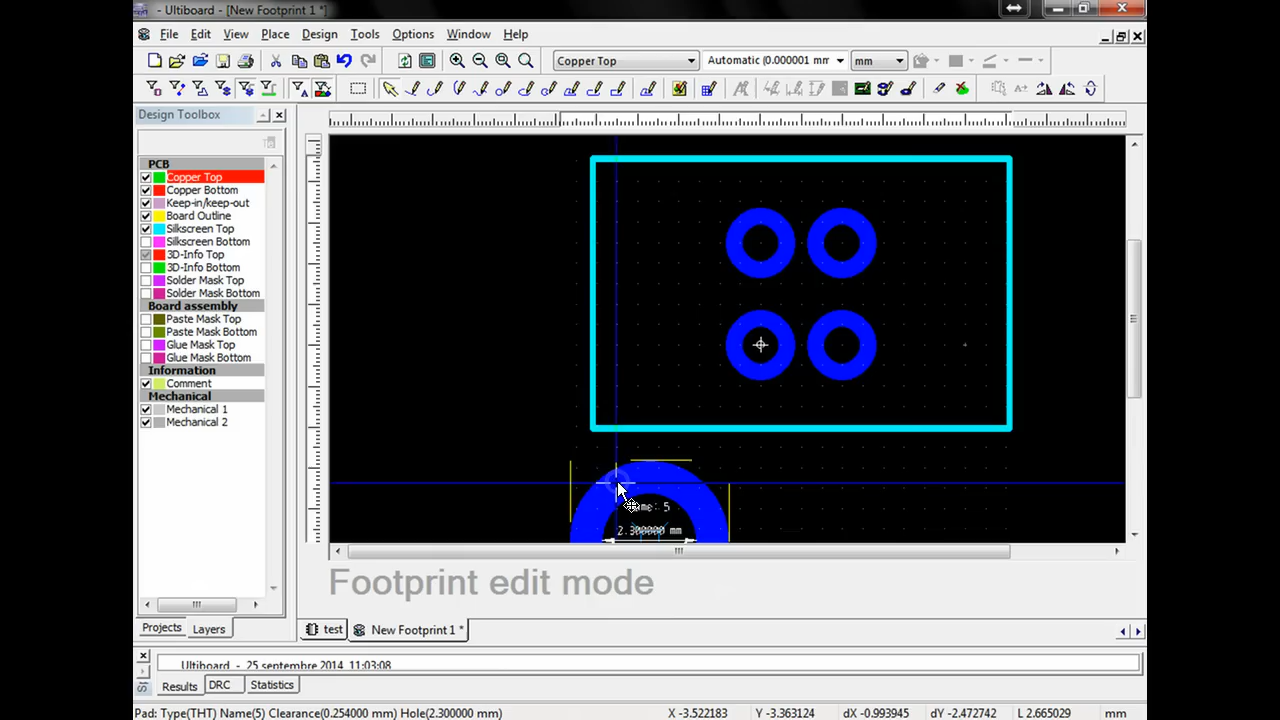 - Ultiboard - [New Footprint 1 *]
File Edit View Place Design Tools Options Window Help
Copper Top Automatic (0.000001 mm mm
Design Toolbox
PCB
Copper Top
Copper Bottom
Keep-in/keep-out
Board Outline
Silkscreen Top
Silkscreen Bottom
3D-Info Top
3D-Info Bottom
Solder Mask Top
Solder Mask Bottom
Board assembly
Paste Mask Top
Paste Mask Bottom
Glue Mask Top
Glue Mask Bottom
Information
Comment
Mechanical
Mechanical 1
Mechanical 2
5
2.300000 mm
Footprint edit mode
Projects Layers
test New Footprint 1 *
Ultiboard - 25 septembre 2014 11:03:08
Results DRC Statistics
Pad: Type(THT) Name(5) Clearance(0.254000 mm) Hole(2.300000 mm) X -3.522183 Y -3.363124 dX -0.993945 dY -2.472742 L 2.665029 mm